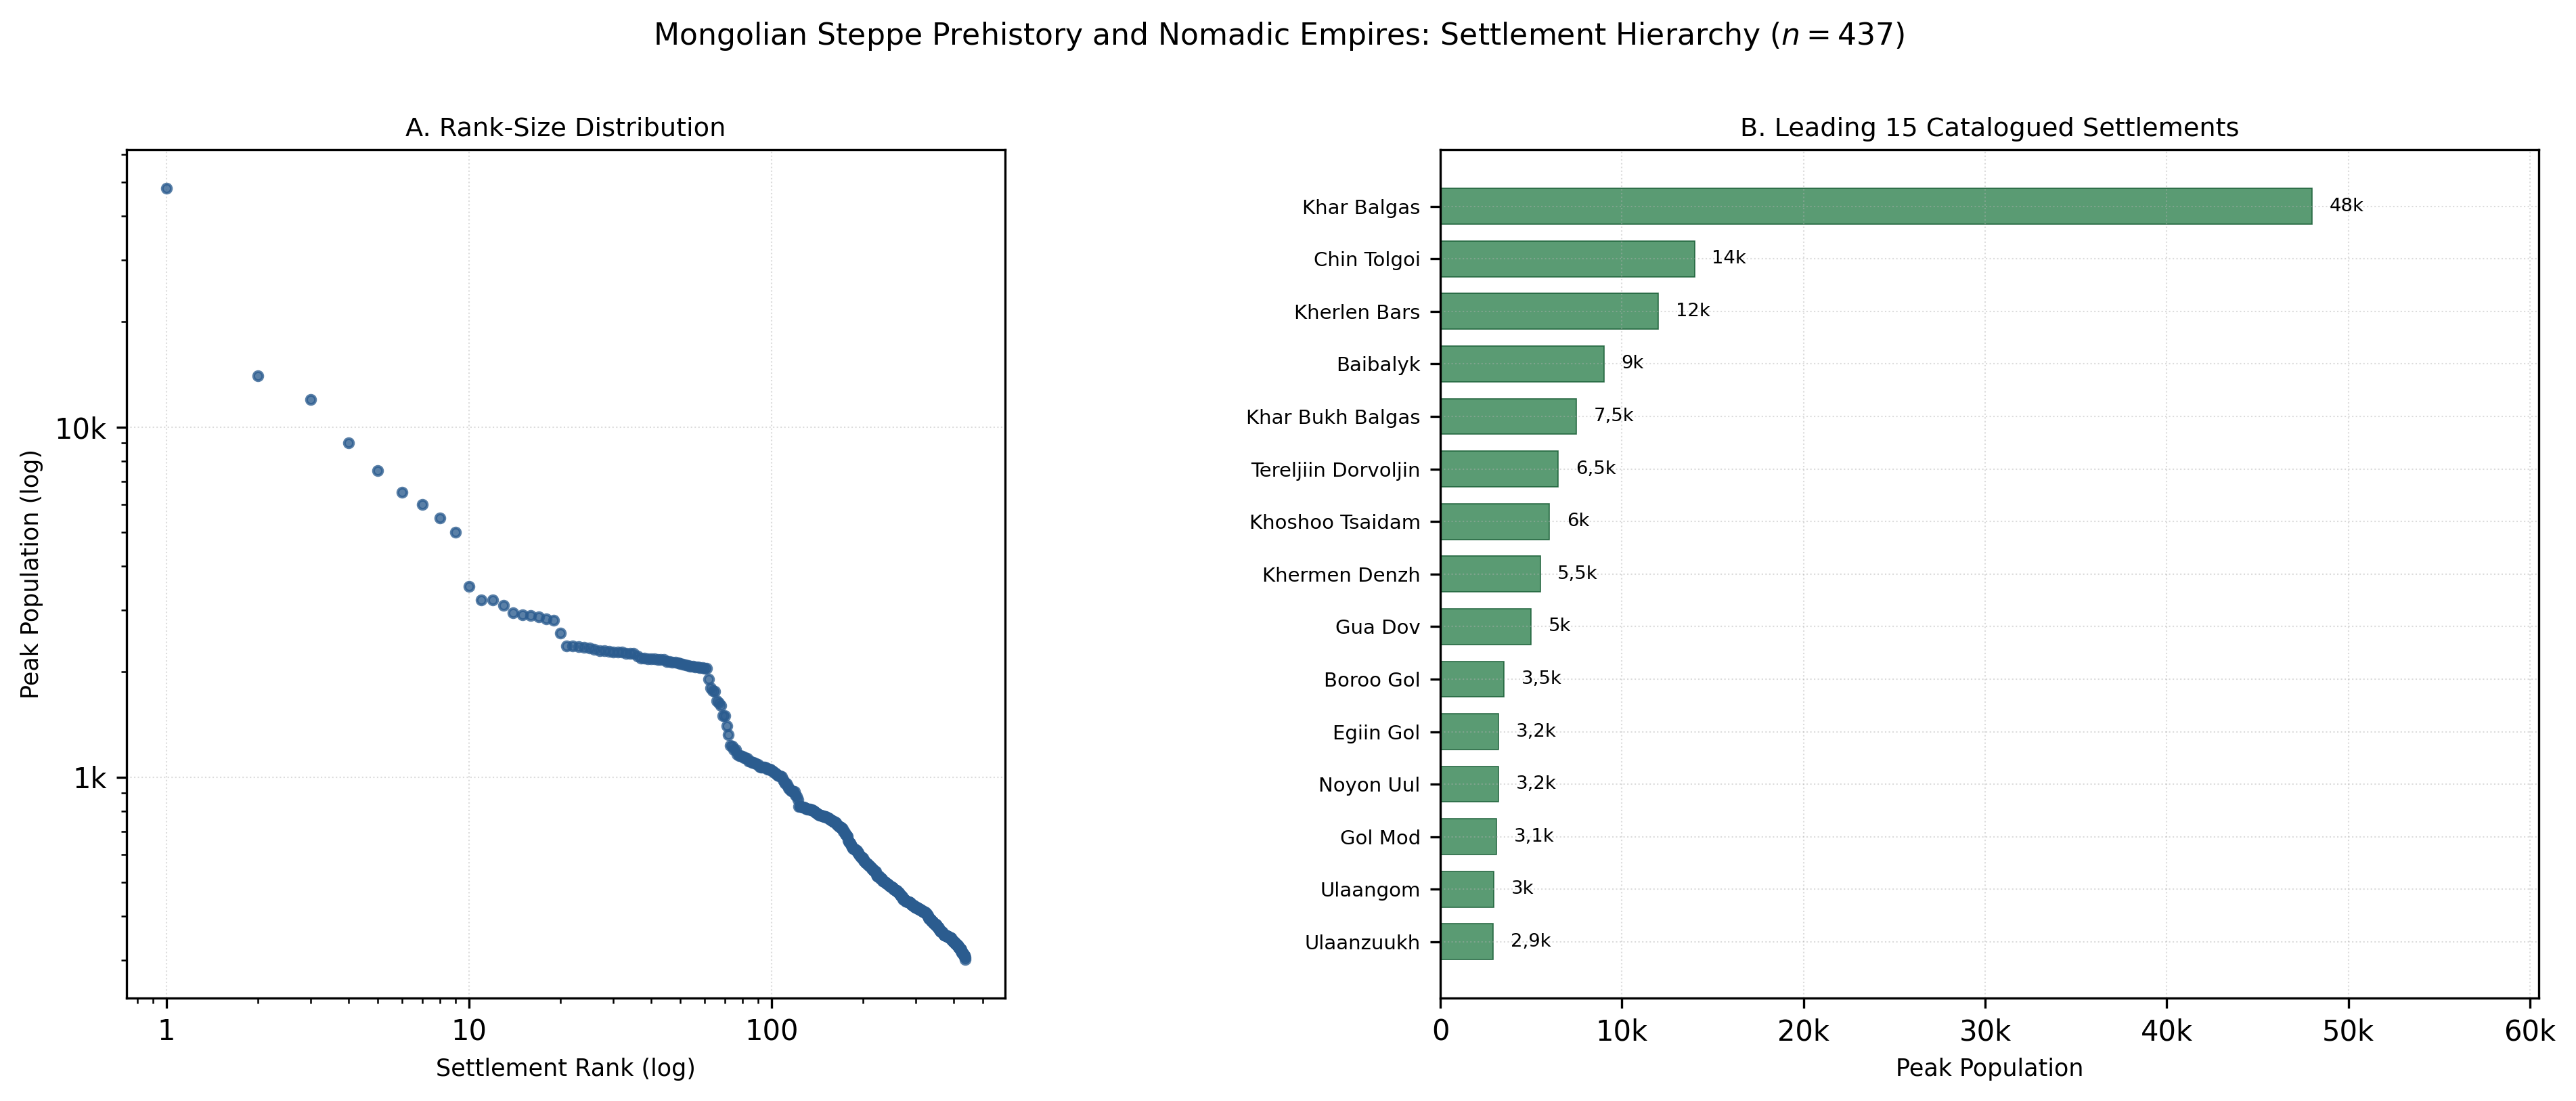 Mongolian Steppe Prehistory and Nomadic Empires: Settlement Hierarchy (n = 437)
A. Rank-Size Distribution
Peak Population (log)
10k
1k
1
10
100
Settlement Rank (log)
B. Leading 15 Catalogued Settlements
Khar Balgas
48k
Chin Tolgoi
14k
Kherlen Bars
12k
Baibalyk
9k
Khar Bukh Balgas
7,5k
Tereljiin Dorvoljin
6,5k
Khoshoo Tsaidam
6k
Khermen Denzh
5,5k
Gua Dov
5k
Boroo Gol
3,5k
Egiin Gol
3,2k
Noyon Uul
3,2k
Gol Mod
3,1k
Ulaangom
3k
Ulaanzuukh
2,9k
0
10k
20k
30k
40k
50k
60k
Peak Population